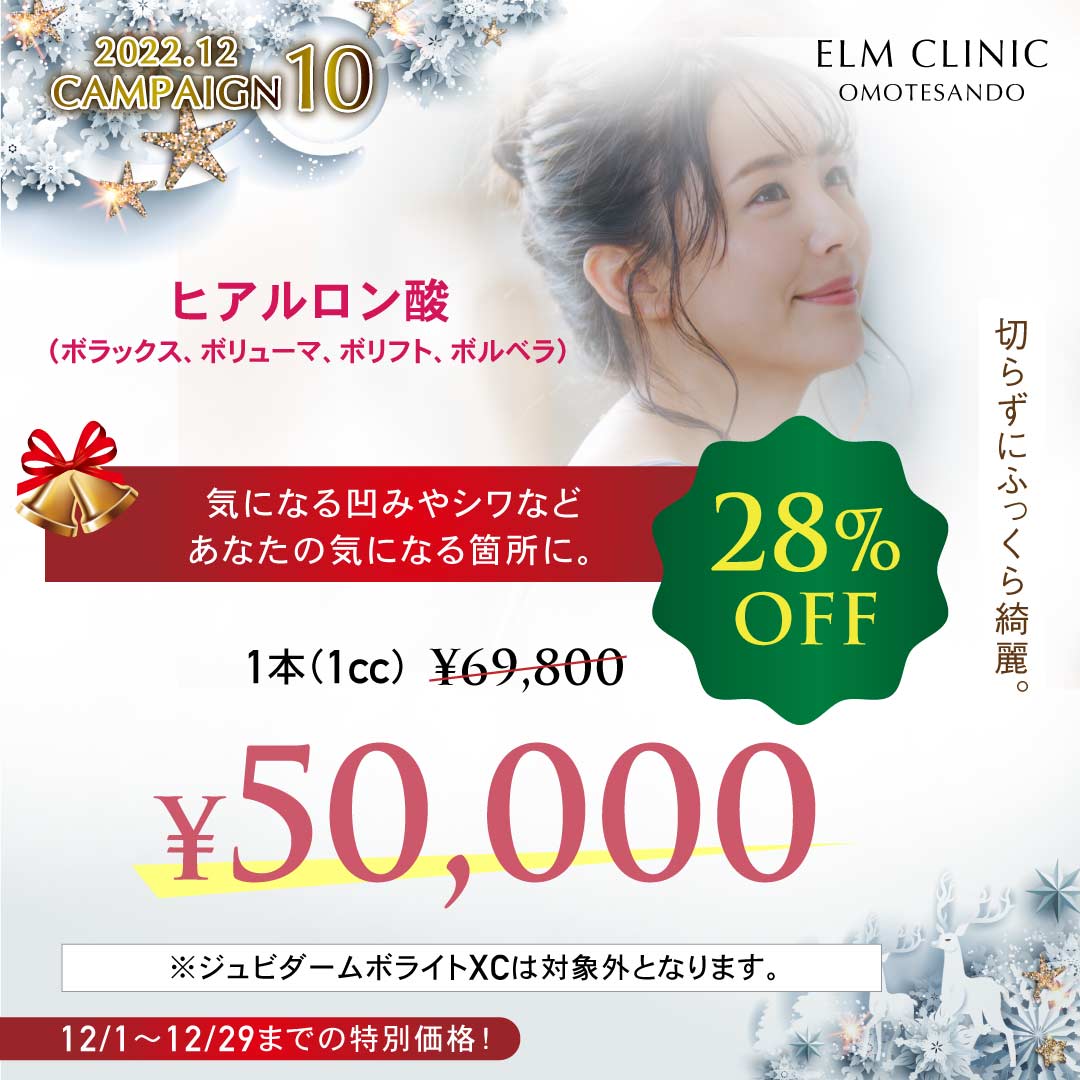 2022.12
CAMPAIGN 10
ELM CLINIC
OMOTESANDO
ヒアルロン酸
（ボラックス、ボリューマ、ボリフト、ボルベラ）
切らずにふっくら綺麗。
気になる凹みやシワなど
あなたの気になる箇所に。
28%
OFF
1本（1cc） ¥69,800
¥50,000
※ジュビダームボライトXCは対象外となります。
12/1～12/29までの特別価格！